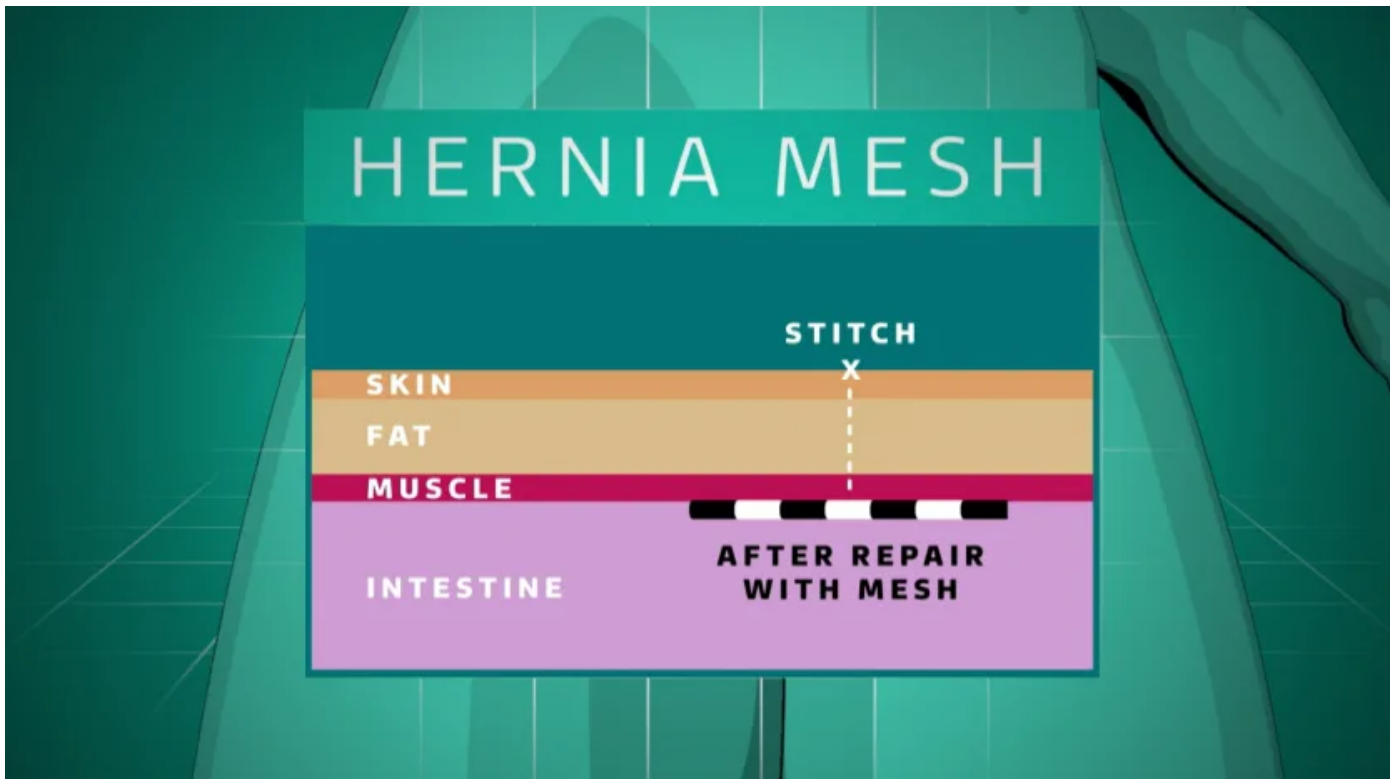 HERNIA MESH
STITCH
X
SKIN
FAT
MUSCLE
AFTER REPAIR
WITH MESH
INTESTINE